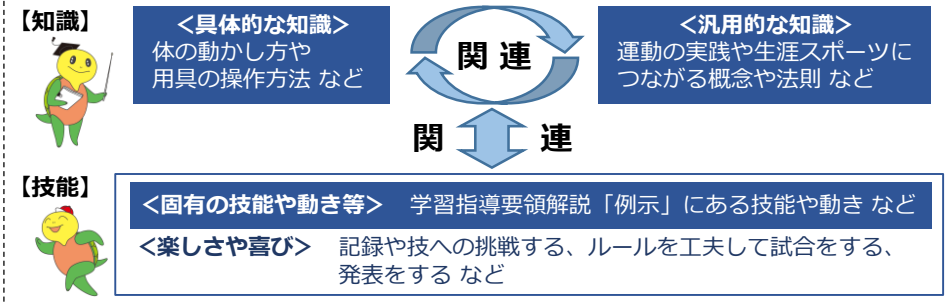 【知識】
＜具体的な知識＞
体の動かし方や
用具の操作方法 など
関 連
＜汎用的な知識＞
運動の実践や生涯スポーツに
つながる概念や法則 など
関 連
【技能】
＜固有の技能や動き等＞ 学習指導要領解説「例示」にある技能や動き など
＜楽しさや喜び＞ 記録や技への挑戦する、ルールを工夫して試合をする、
発表をする など